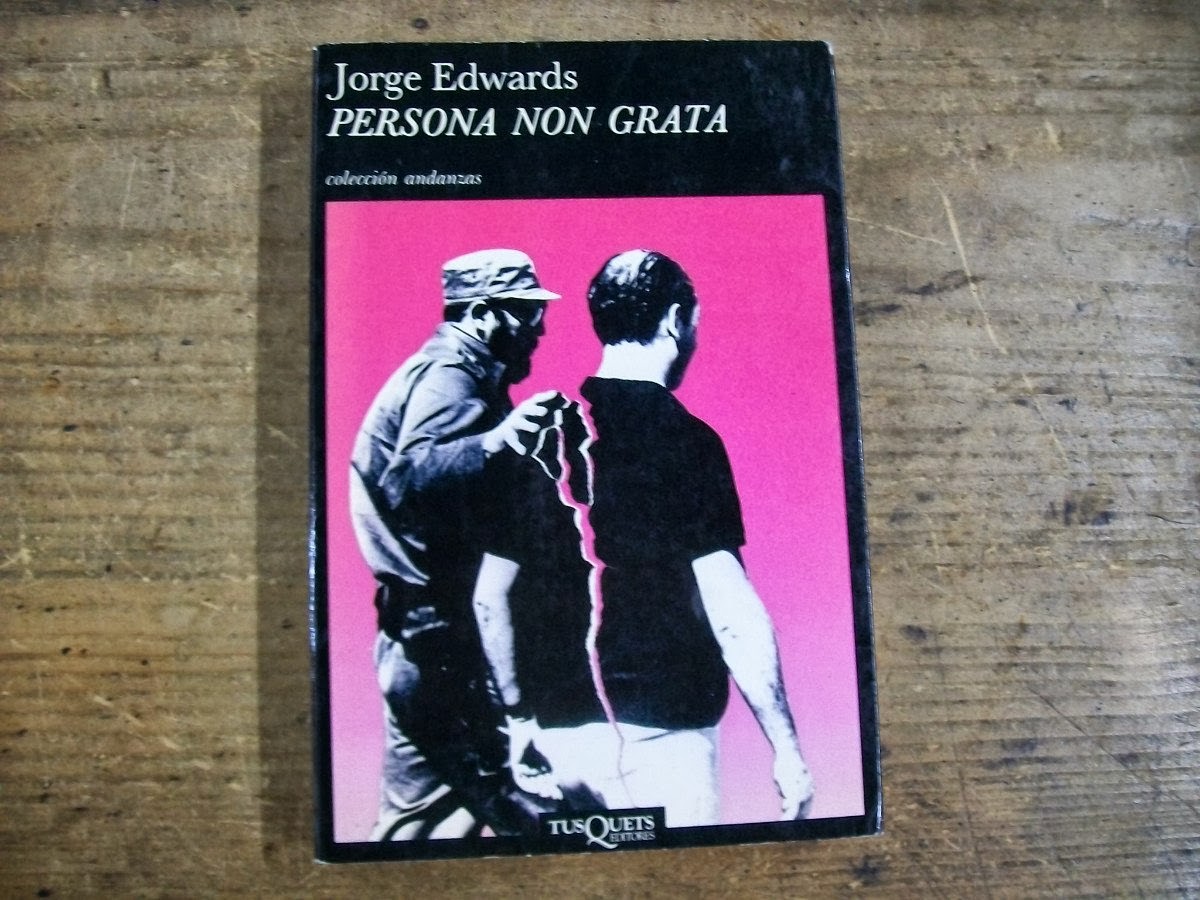 Jorge Edwards
PERSONA NON GRATA
colección andanzas
TUSQUETS
EDITORES